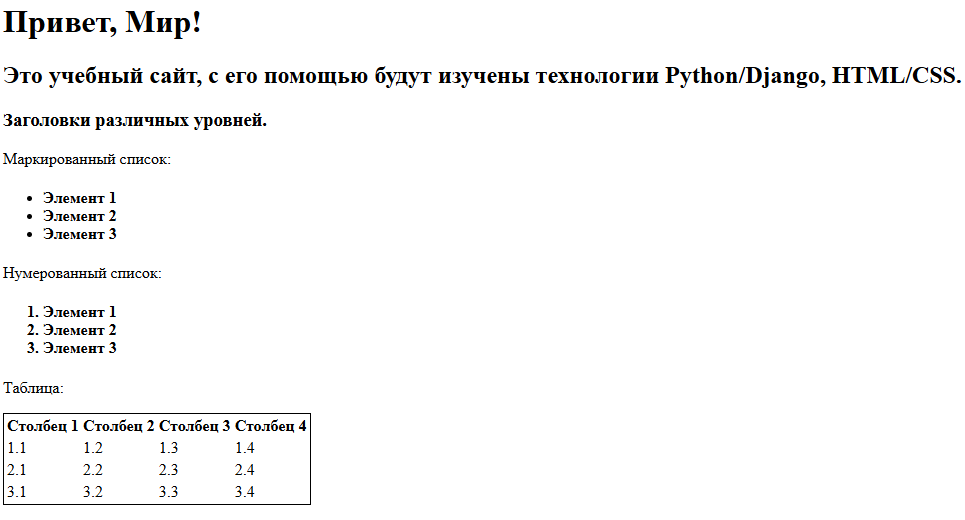 Привет, Мир!
Это учебный сайт, с его помощью будут изучены технологии Python/Django, HTML/CSS.
Заголовки различных уровней.
Маркированный список:
• Элемент 1
• Элемент 2
• Элемент 3
Нумерованный список:
1. Элемент 1
2. Элемент 2
3. Элемент 3
Таблица:
Столбец 1 Столбец 2 Столбец 3 Столбец 4
1.1 1.2 1.3 1.4
2.1 2.2 2.3 2.4
3.1 3.2 3.3 3.4